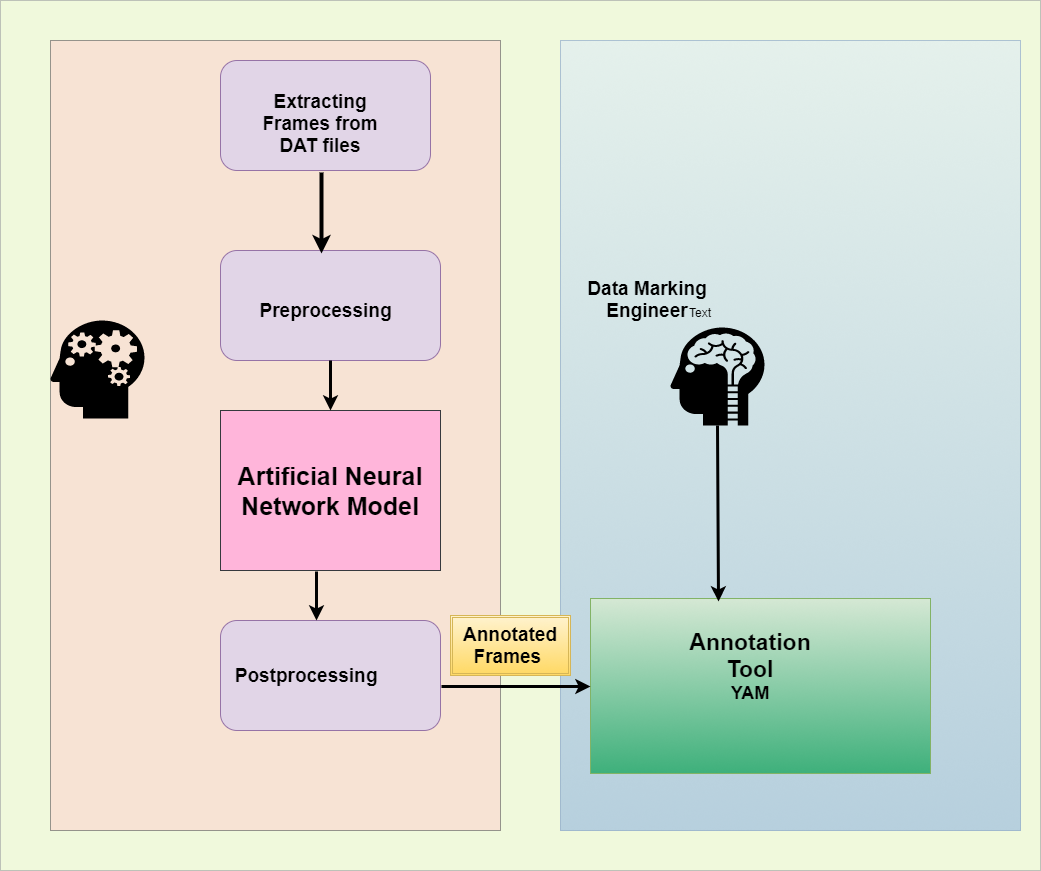 Extracting
Frames from
DAT files
Preprocessing
Artificial Neural
Network Model
Postprocessing
Annotated
Frames
Data Marking
Engineer Text
Annotation
Tool
YAM